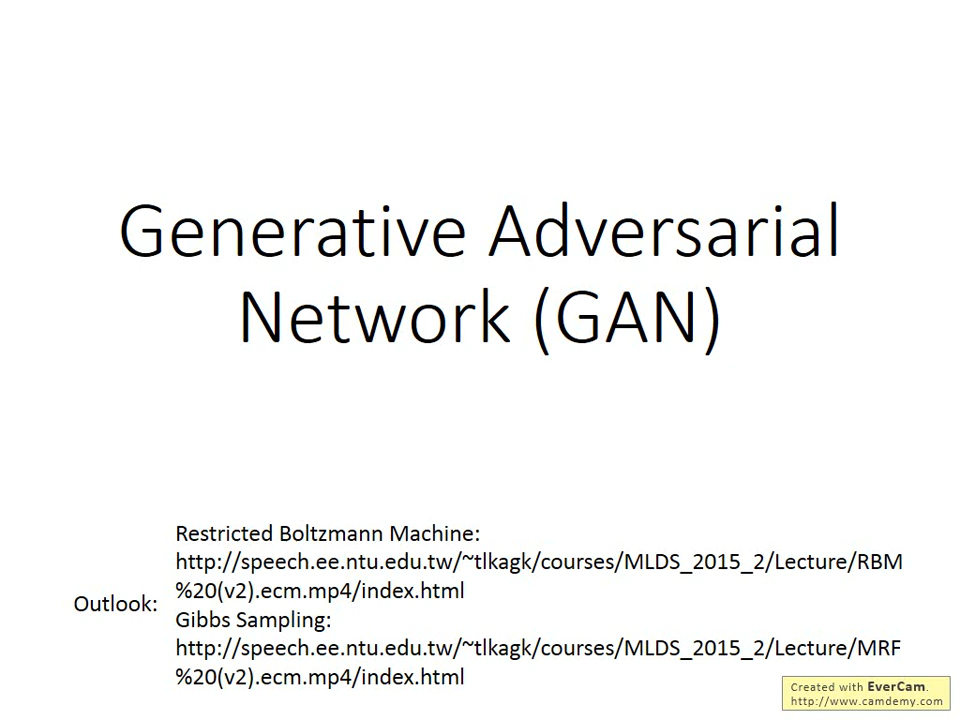 Generative Adversarial
Network (GAN)
Outlook:
Restricted Boltzmann Machine:
http://speech.ee.ntu.edu.tw/~tlkagk/courses/MLDS_2015_2/Lecture/RBM
%20(v2).ecm.mp4/index.html
Gibbs Sampling:
http://speech.ee.ntu.edu.tw/~tlkagk/courses/MLDS_2015_2/Lecture/MRF
%20(v2).ecm.mp4/index.html
Created with EverCam.
http://www.camdemy.com